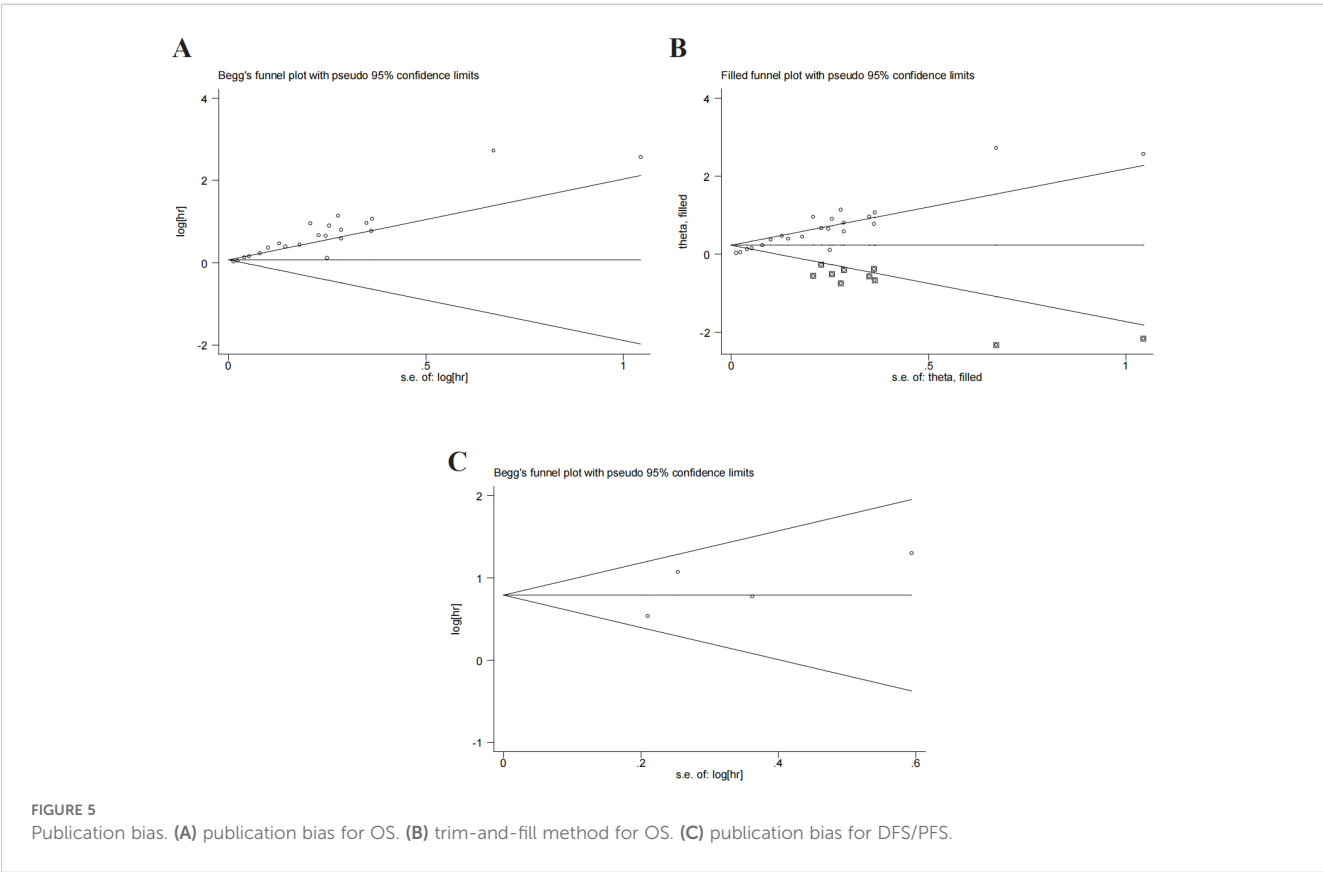 A
Begg's funnel plot with pseudo 95% confidence limits
4
2
0
-2
log[hr]
0
.5
1
s.e. of: log[hr]
B
Filled funnel plot with pseudo 95% confidence limits
4
2
0
-2
theta, filled
0
.5
1
s.e. of: theta, filled
C
Begg's funnel plot with pseudo 95% confidence limits
2
1
0
-1
log[hr]
0
.2
.4
.6
s.e. of: log[hr]
FIGURE 5
Publication bias. (A) publication bias for OS. (B) trim-and-fill method for OS. (C) publication bias for DFS/PFS.